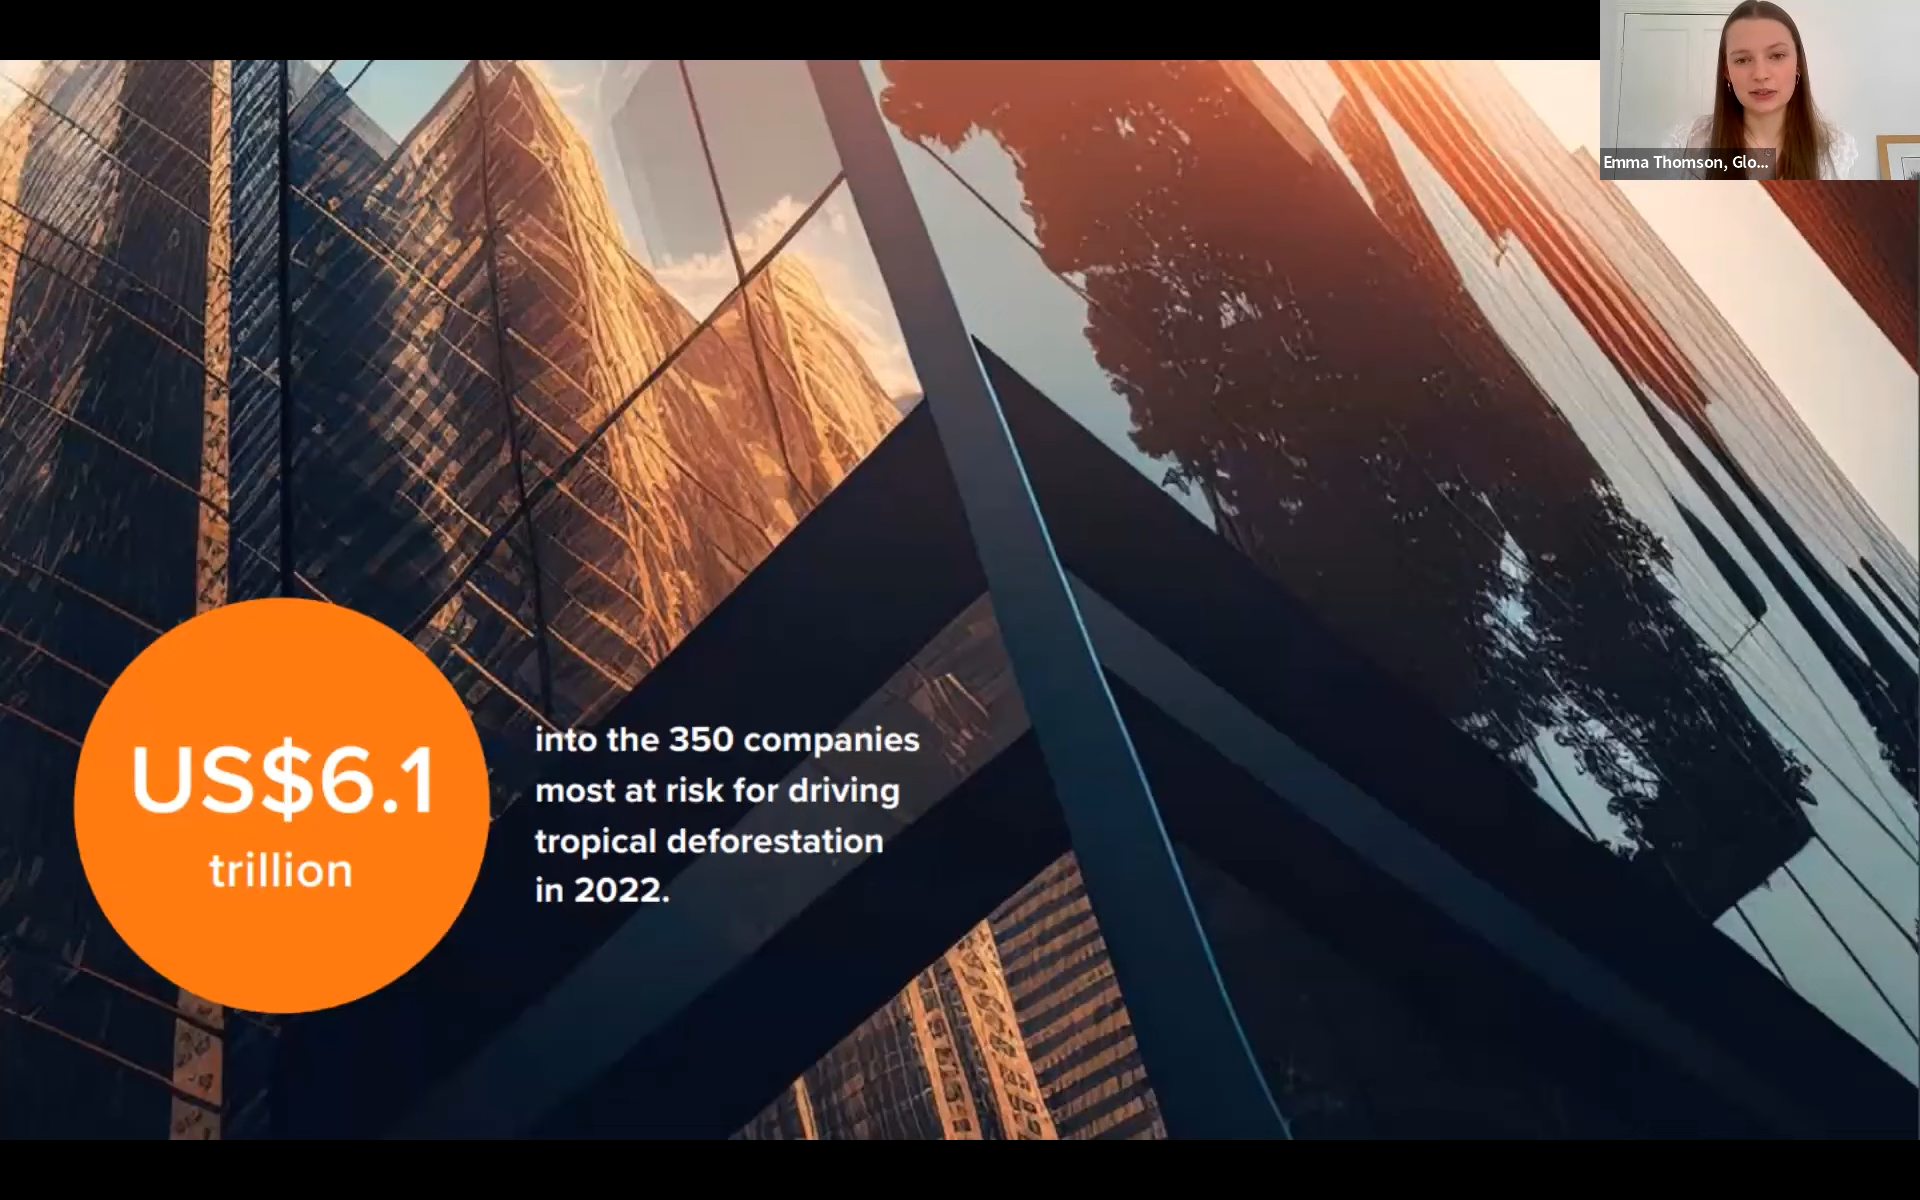 Emma Thomson, Glo...
US$6.1
trillion
into the 350 companies
most at risk for driving
tropical deforestation
in 2022.